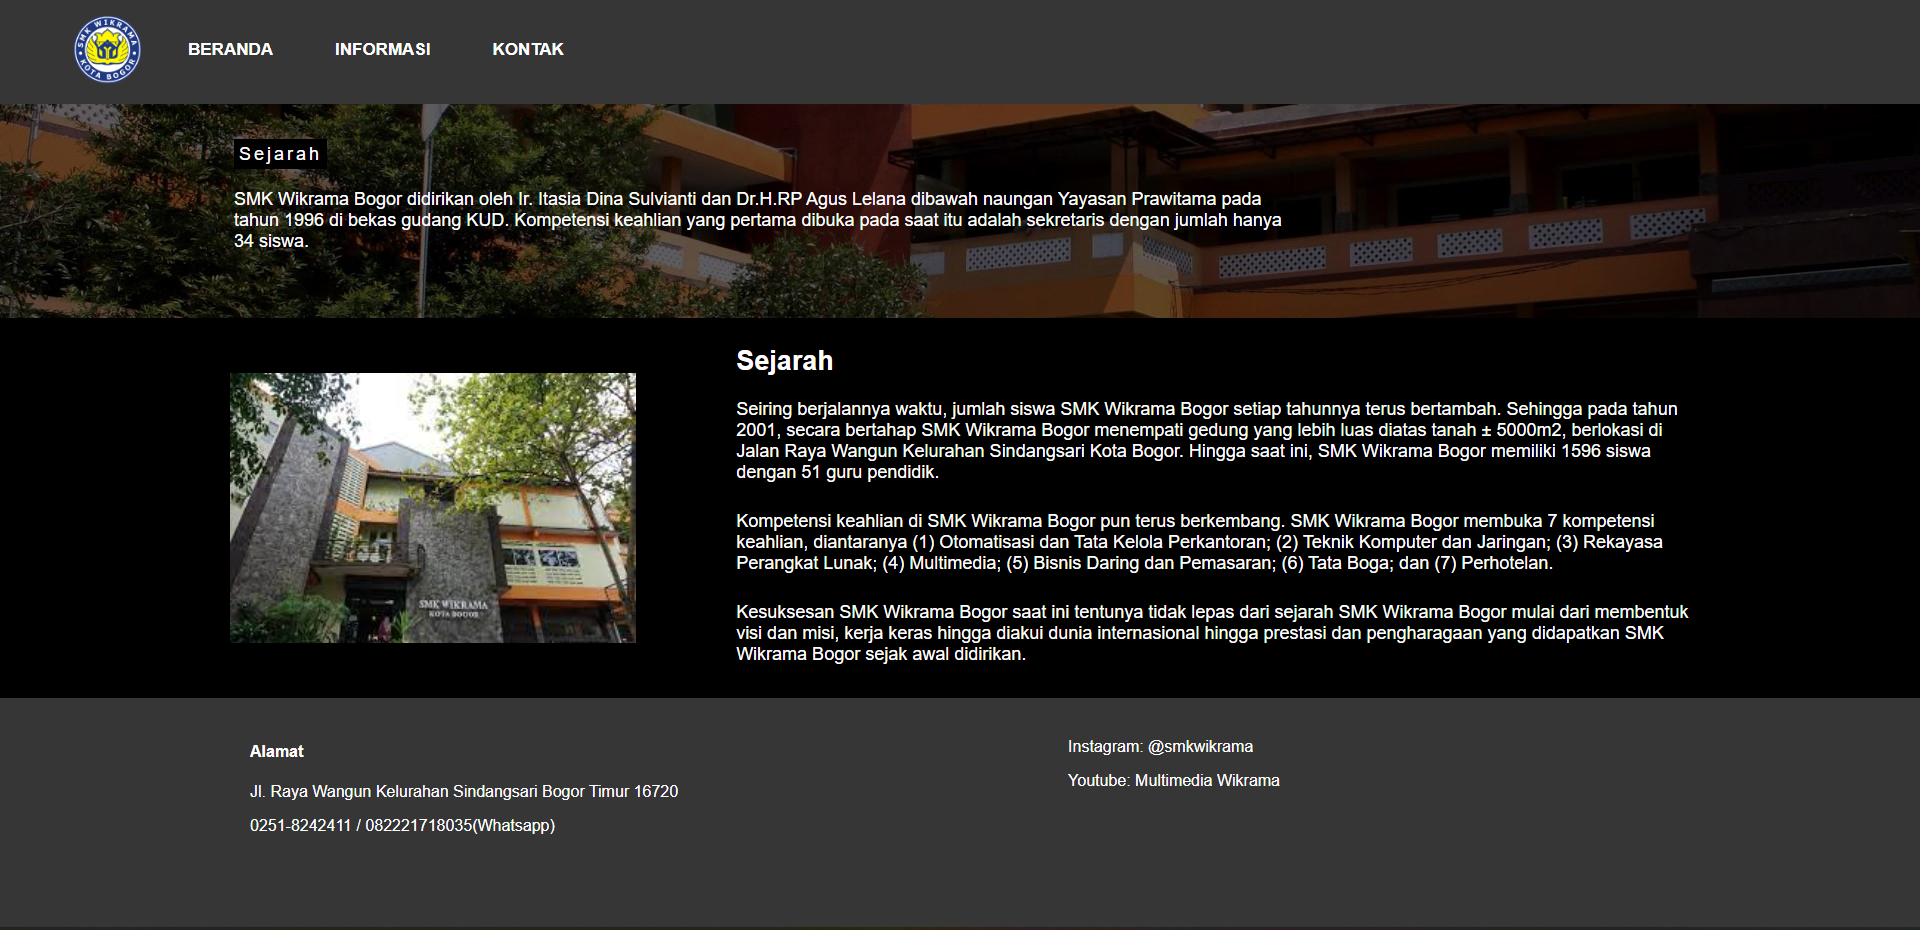 SMK WIKRAMA
KOTA BOGOR
BERANDA
INFORMASI
KONTAK
Sejarah
SMK Wikrama Bogor didirikan oleh Ir. Itasia Dina Sulvianti dan Dr.H.RP Agus Lelana dibawah naungan Yayasan Prawitama pada
tahun 1996 di bekas gudang KUD. Kompetensi keahlian yang pertama dibuka pada saat itu adalah sekretaris dengan jumlah hanya
34 siswa.
SMK WIKRAMA
KOTA BOGOR
Sejarah
Seiring berjalannya waktu, jumlah siswa SMK Wikrama Bogor setiap tahunnya terus bertambah. Sehingga pada tahun
2001, secara bertahap SMK Wikrama Bogor menempati gedung yang lebih luas diatas tanah ± 5000m2, berlokasi di
Jalan Raya Wangun Kelurahan Sindangsari Kota Bogor. Hingga saat ini, SMK Wikrama Bogor memiliki 1596 siswa
dengan 51 guru pendidik.
Kompetensi keahlian di SMK Wikrama Bogor pun terus berkembang. SMK Wikrama Bogor membuka 7 kompetensi
keahlian, diantaranya (1) Otomatisasi dan Tata Kelola Perkantoran; (2) Teknik Komputer dan Jaringan; (3) Rekayasa
Perangkat Lunak; (4) Multimedia; (5) Bisnis Daring dan Pemasaran; (6) Tata Boga; dan (7) Perhotelan.
Kesuksesan SMK Wikrama Bogor saat ini tentunya tidak lepas dari sejarah SMK Wikrama Bogor mulai dari membentuk
visi dan misi, kerja keras hingga diakui dunia internasional hingga prestasi dan pengharagaan yang didapatkan SMK
Wikrama Bogor sejak awal didirikan.
Alamat
Jl. Raya Wangun Kelurahan Sindangsari Bogor Timur 16720
0251-8242411 / 082221718035(Whatsapp)
Instagram: @smkwikrama
Youtube: Multimedia Wikrama